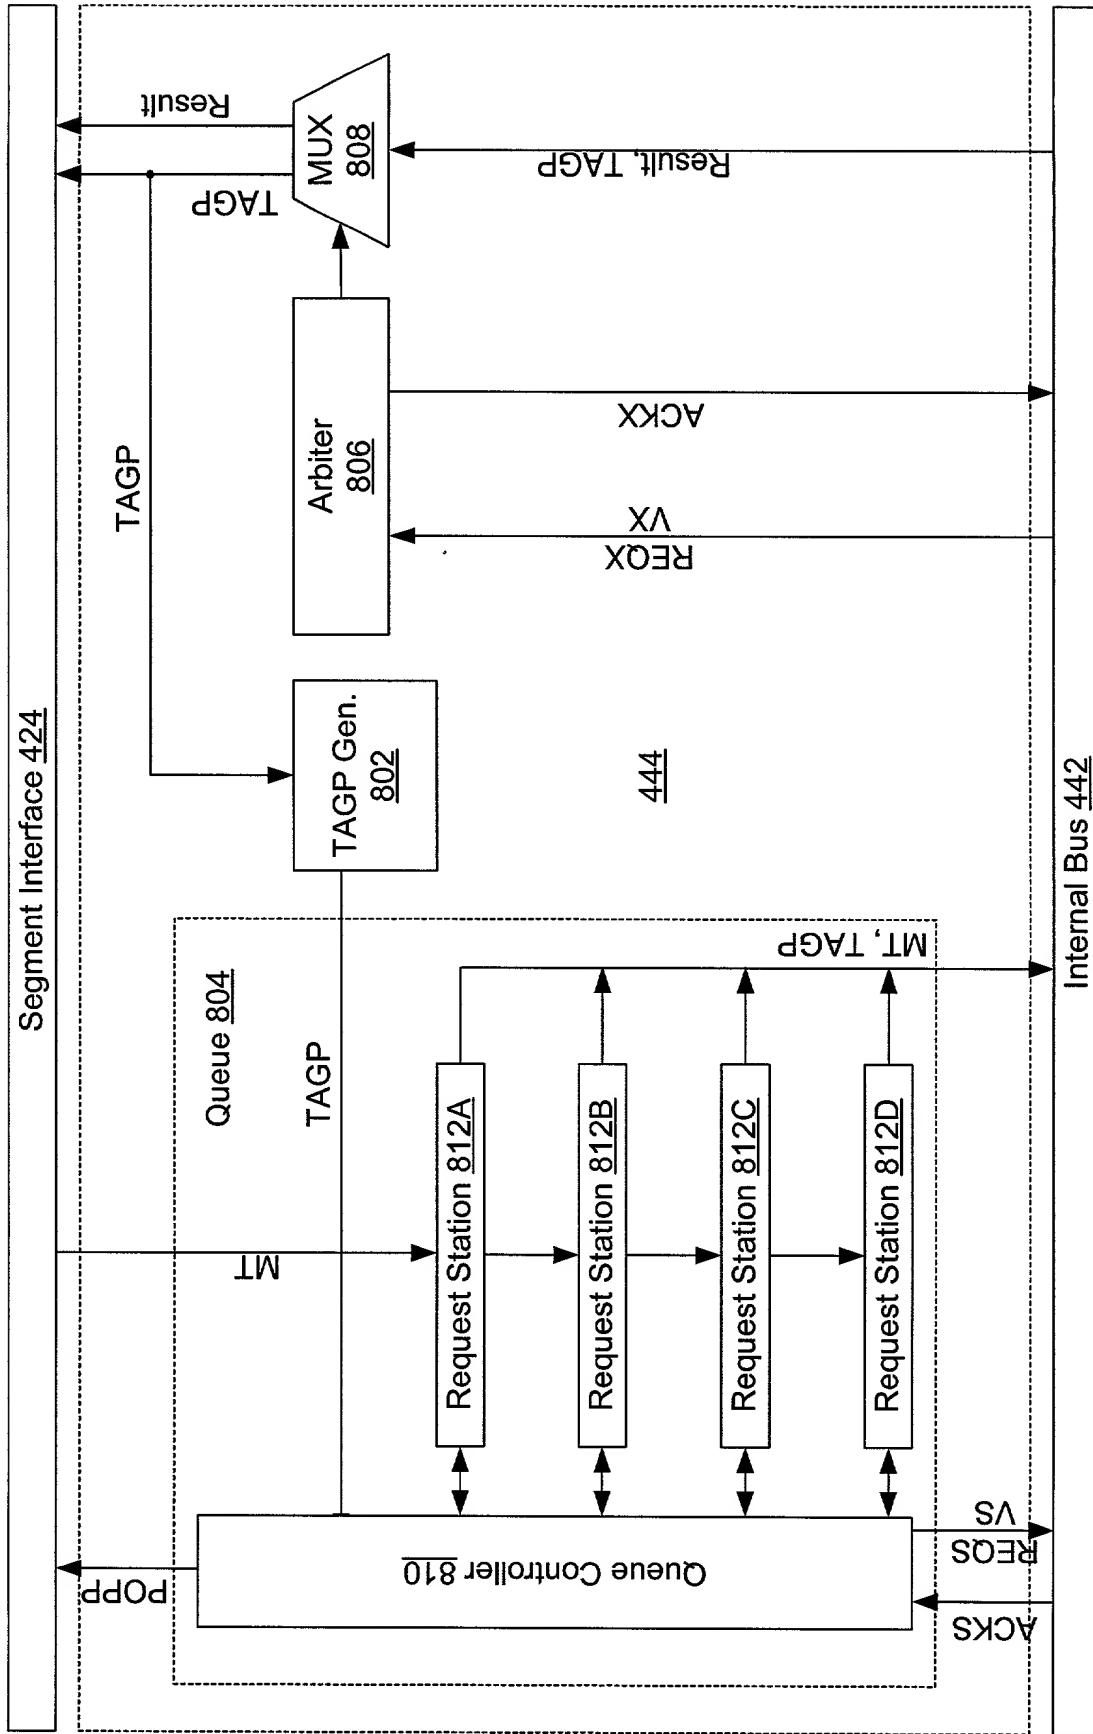 Segment Interface 424
POPP
MT
TAGP
TAGP
Result
Queue 804
TAGP
TAGP Gen.
802
Arbiter
806
MUX
808
Queue Controller 810
Request Station 812A
Request Station 812B
Request Station 812C
Request Station 812D
MT, TAGP
444
REQX
VX
ACKX
Result, TAGP
ACKS
REQS
VS
Internal Bus 442